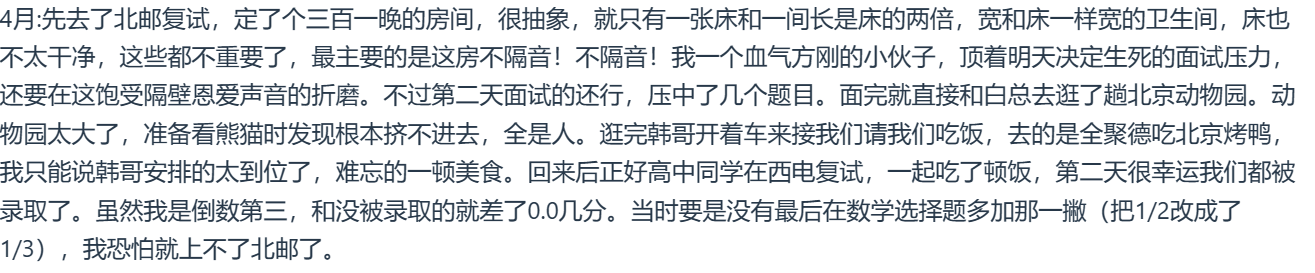 4月:先去了北邮复试，定了个三百一晚的房间，很抽象，就只有一张床和一间长是床的两倍，宽和床一样宽的卫生间，床也
不太干净，这些都不重要了，最主要的是这房不隔音！不隔音！我一个血气方刚的小伙子，顶着明天决定生死的面试压力，
还要在这饱受隔壁恩爱声音的折磨。不过第二天面试的还行，压中了几个题目。面完就直接和白总去逛了趟北京动物园。动
物园太大了，准备看熊猫时发现根本挤不进去，全是人。逛完韩哥开着车来接我们请我们吃饭，去的是全聚德吃北京烤鸭，
我只能说韩哥安排的太到位了，难忘的一顿美食。回来后正好高中同学在西电复试，一起吃了顿饭，第二天很幸运我们都被
录取了。虽然我是倒数第三，和没被录取的就差了0.0几分。当时要是没有最后在数学选择题多加那一撇（把1/2改成了
1/3），我恐怕就上不了北邮了。